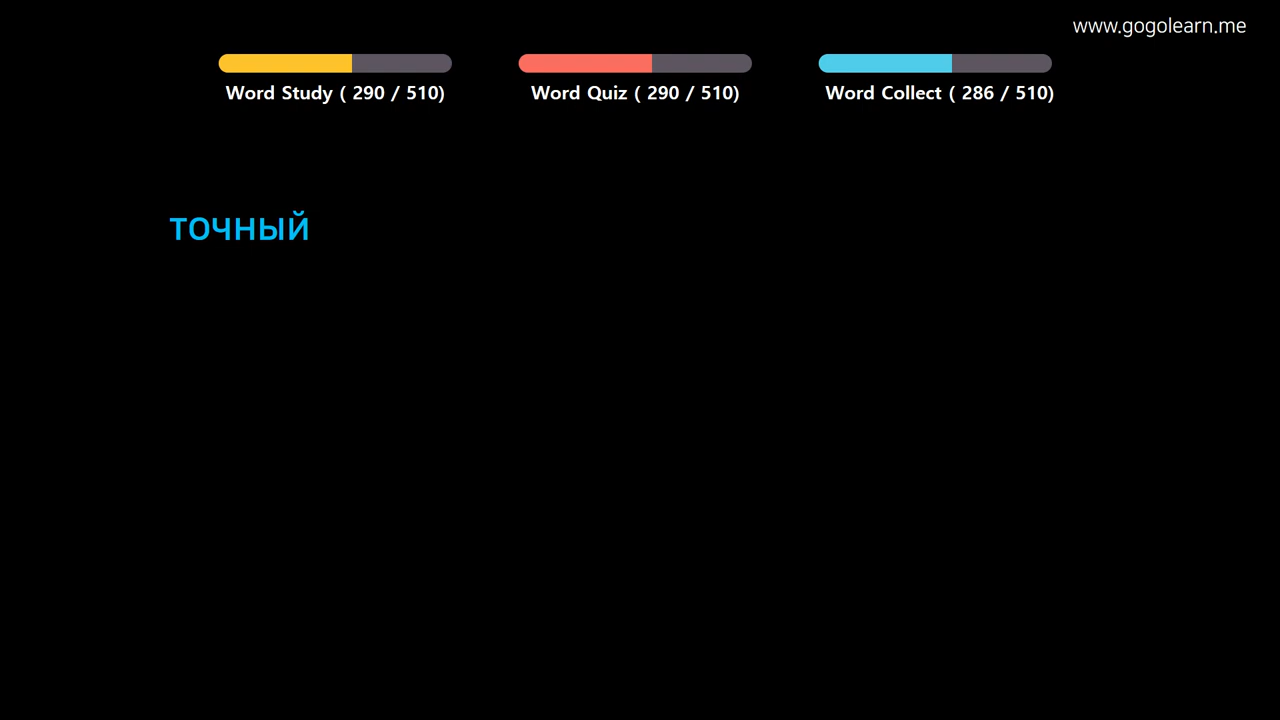 www.gogolearn.me
Word Study ( 290 / 510)
Word Quiz ( 290 / 510)
Word Collect ( 286 / 510)
точный